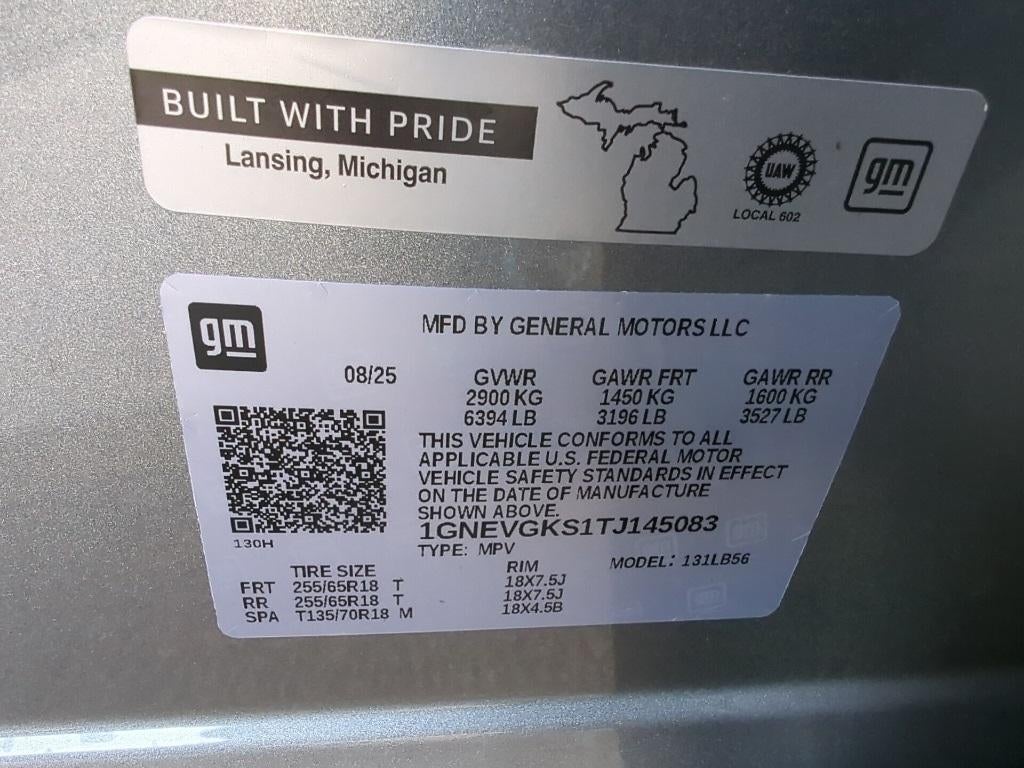 BUILT WITH PRIDE
Lansing, Michigan
UAW
LOCAL 602
gm
gm
MFD BY GENERAL MOTORS LLC
08/25 GVWR GAWR FRT GAWR RR
2900 KG 1450 KG 1600 KG
6394 LB 3196 LB 3527 LB
THIS VEHICLE CONFORMS TO ALL
APPLICABLE U.S. FEDERAL MOTOR
VEHICLE SAFETY STANDARDS IN EFFECT
ON THE DATE OF MANUFACTURE
SHOWN ABOVE.
1GNEVGKS1TJ145083
130H
TYPE: MPV MODEL: 131LB56
TIRE SIZE RIM
FRT 255/65R18 T 18X7.5J
RR 255/65R18 T 18X7.5J
SPA T135/70R18 M 18X4.5B